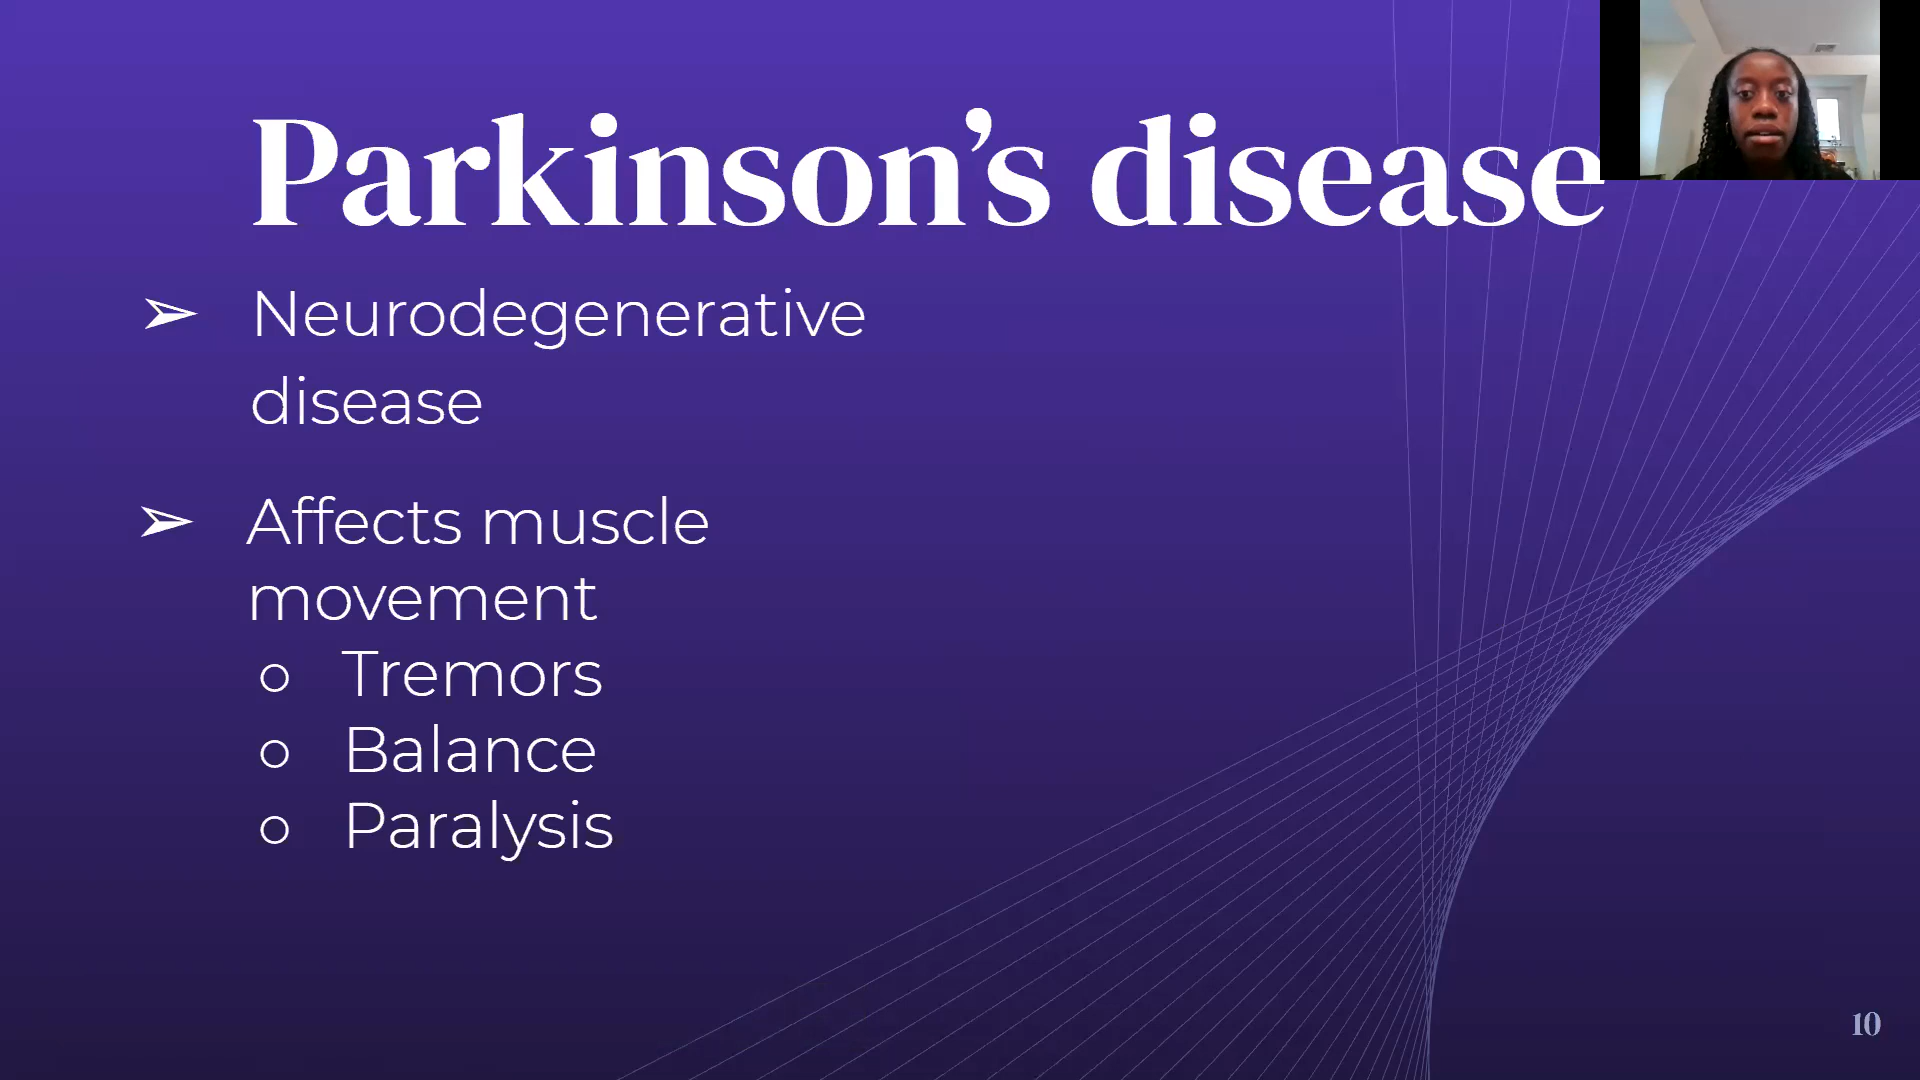 Parkinson’s disease
➢ Neurodegenerative
disease
➢ Affects muscle
movement
○ Tremors
○ Balance
○ Paralysis
10